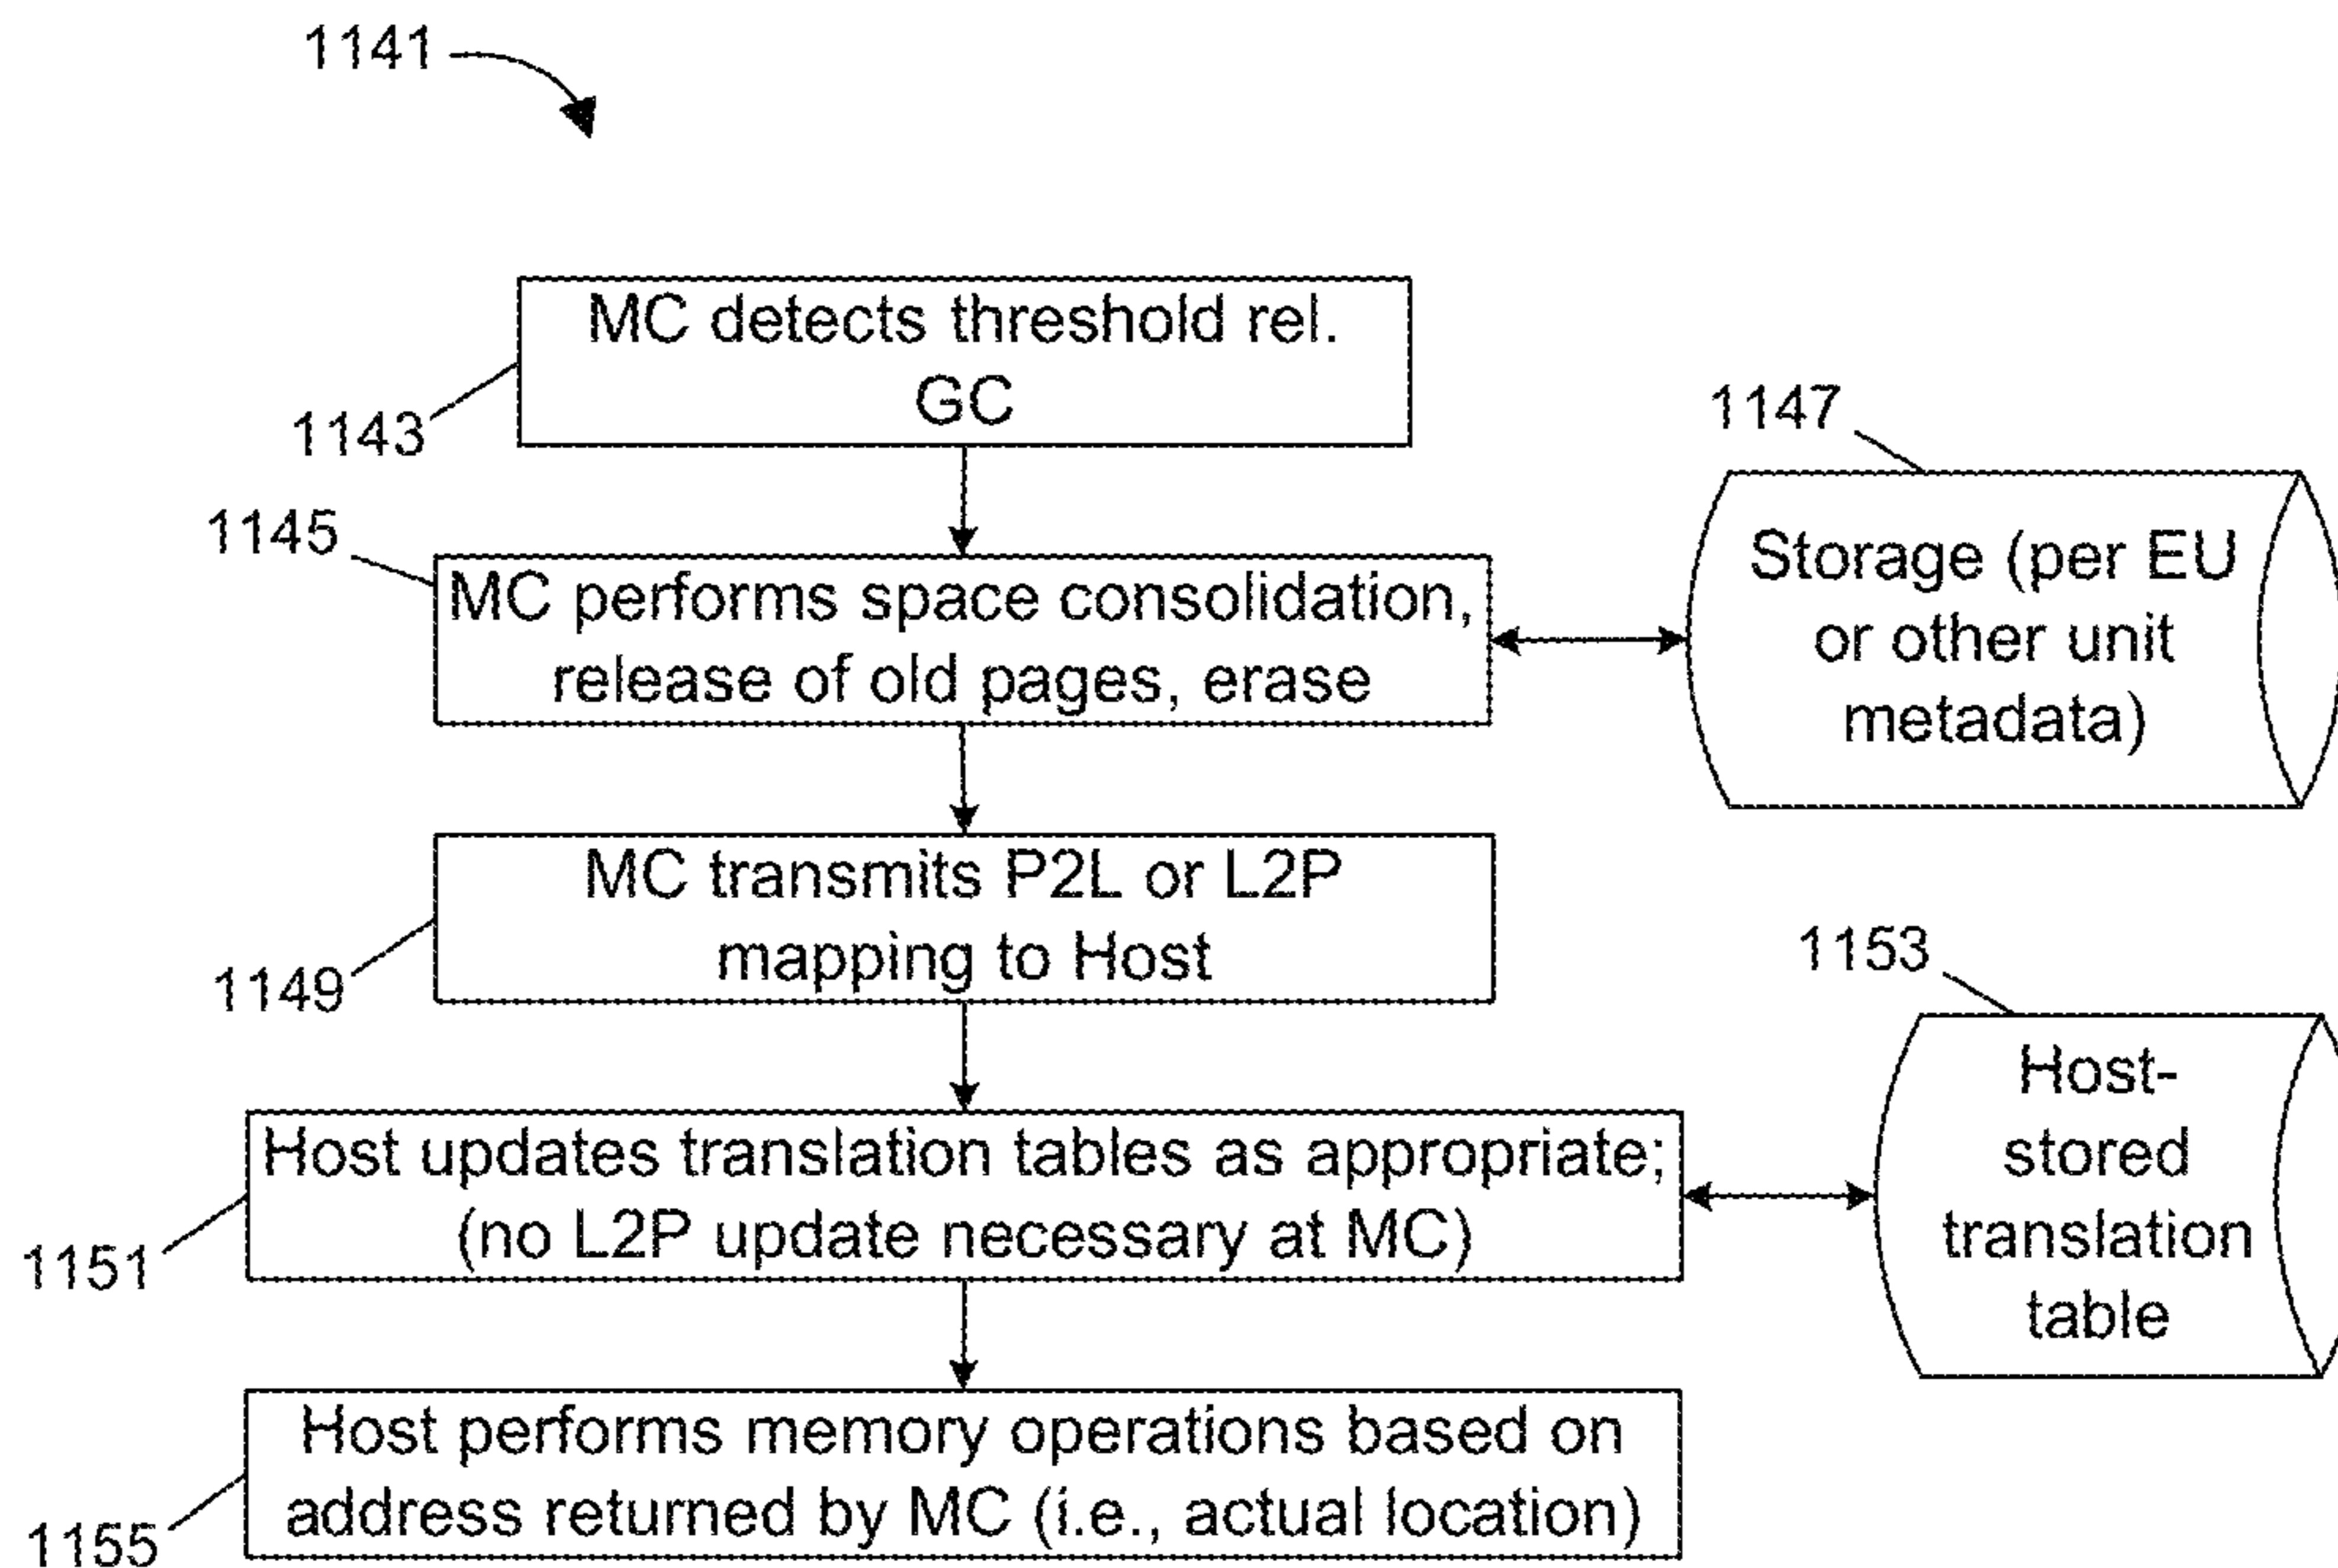 1141
MC detects threshold rel.
GC
1143
1147
1145
MC performs space consolidation,
release of old pages, erase
Storage (per EU
or other unit
metadata)
MC transmits P2L or L2P
mapping to Host
1149
1153
Host updates translation tables as appropriate;
(no L2P update necessary at MC)
1151
Host-
stored
translation
table
Host performs memory operations based on
address returned by MC (i.e., actual location)
1155